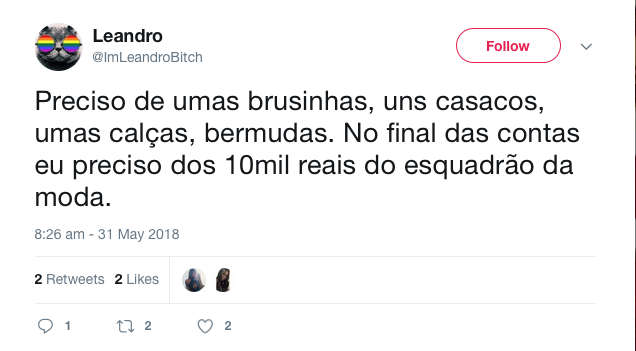 Leandro
@ImLeandroBitch
Follow
Preciso de umas brusinhas, uns casacos,
umas calças, bermudas. No final das contas
eu preciso dos 10mil reais do esquadrão da
moda.
8:26 am - 31 May 2018
2 Retweets 2 Likes
1 2 2